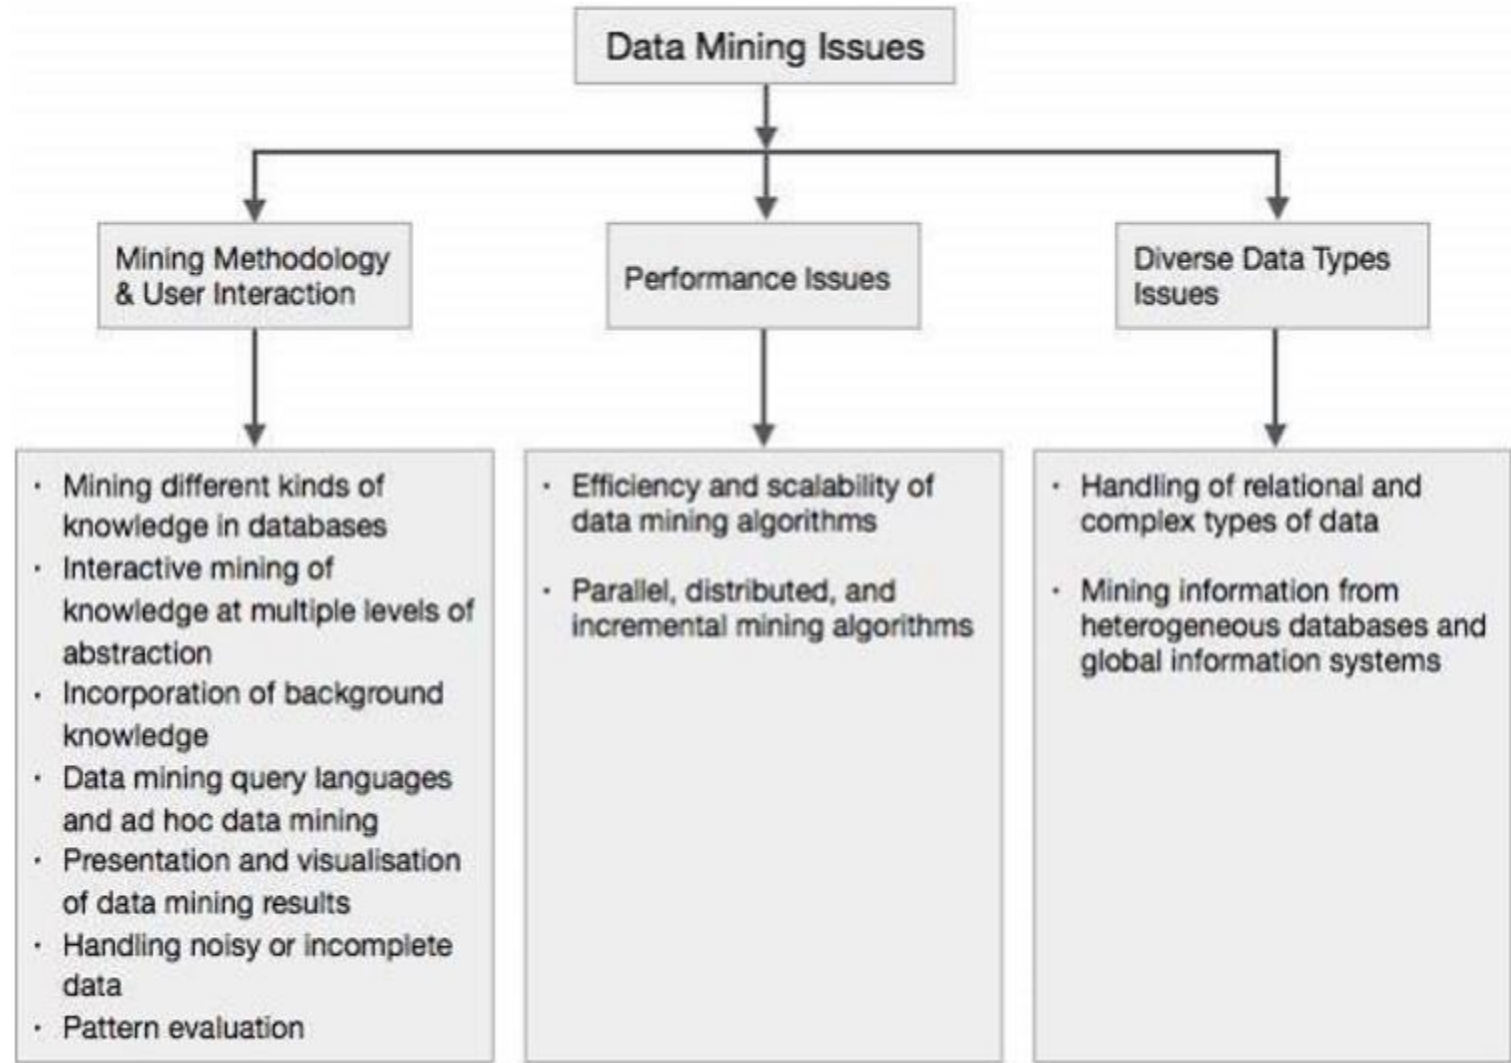 Data Mining Issues
Mining Methodology
& User Interaction
Performance Issues
Diverse Data Types
Issues
· Mining different kinds of
knowledge in databases
· Interactive mining of
knowledge at multiple levels of
abstraction
· Incorporation of background
knowledge
· Data mining query languages
and ad hoc data mining
· Presentation and visualisation
of data mining results
· Handling noisy or incomplete
data
· Pattern evaluation
· Efficiency and scalability of
data mining algorithms
· Parallel, distributed, and
incremental mining algorithms
· Handling of relational and
complex types of data
· Mining information from
heterogeneous databases and
global information systems